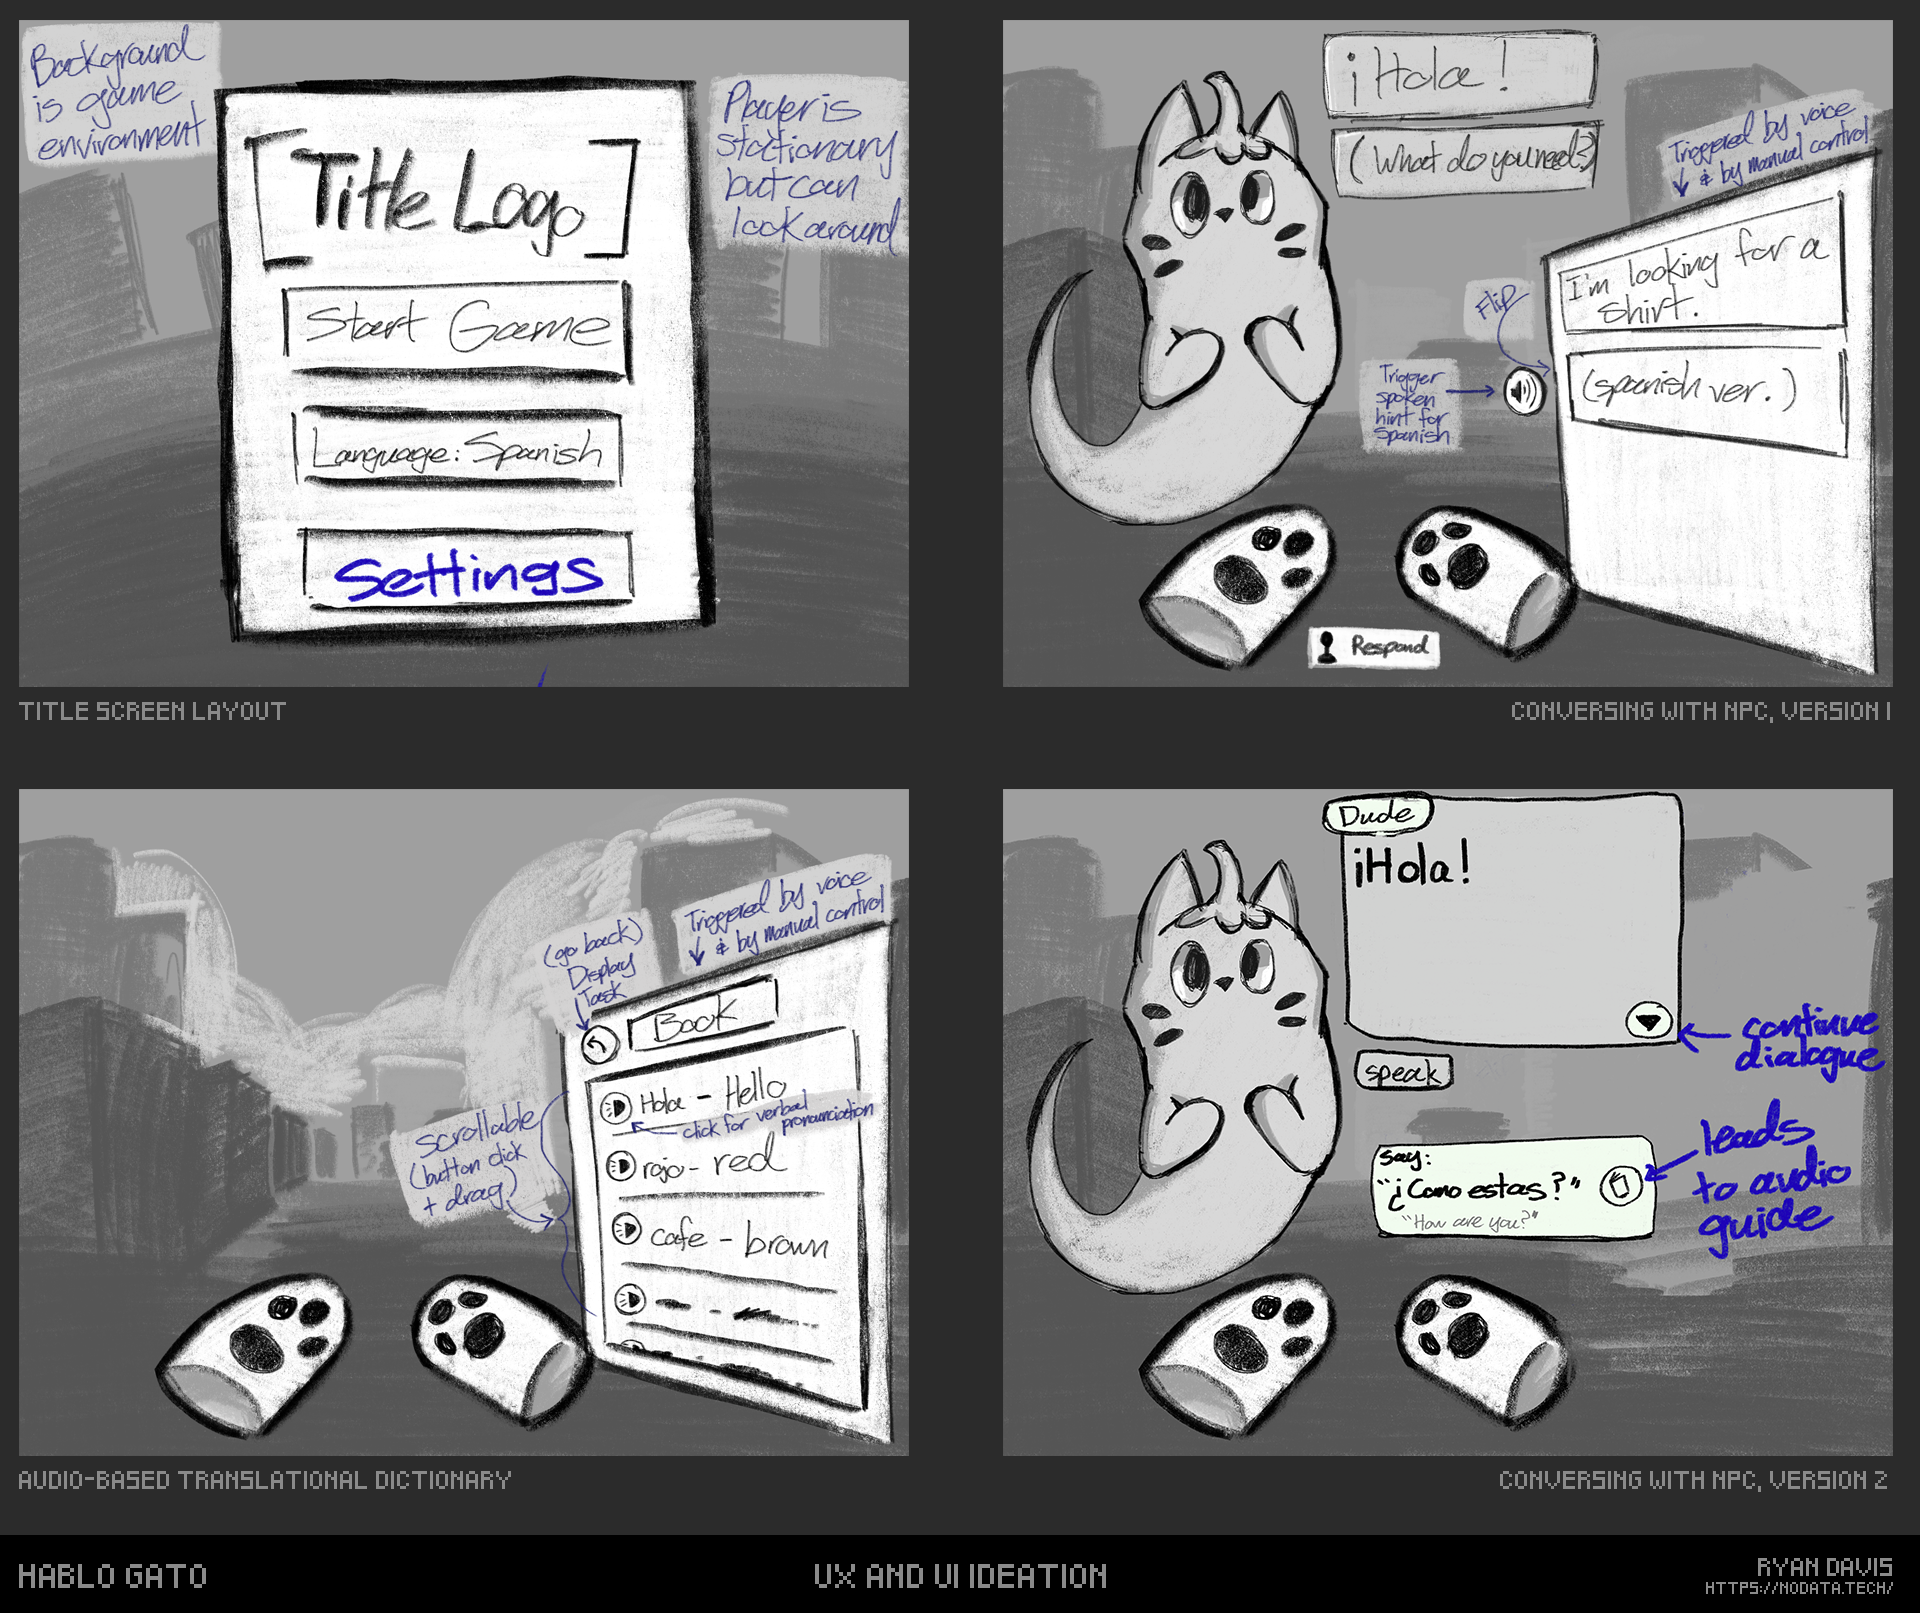 Background
is game
environment
Title Logo
Start Game
Language: Spanish
Settings
Player is
stationary
but can
look around
TITLE SCREEN LAYOUT
¡Hola!
(What do you need?)
Triggered by voice
& by manual control
I'm looking for a
shirt.
(spanish ver.)
Flip
Trigger
spoken
hint for
Spanish
Respond
CONVERSING WITH NPC, VERSION 1
Triggered by voice
& by manual control
(go back)
Display
Task
Book
Hola - Hello
click for verbal
pronunciation
rojo - red
cafe - brown
scrollable
(button click
+ drag)
AUDIO-BASED TRANSLATIONAL DICTIONARY
Dude
¡Hola!
continue
dialogue
speak
say:
"¿Como estas?"
"How are you?"
leads
to audio
guide
CONVERSING WITH NPC, VERSION 2
HABLO GATO
UX AND UI IDEATION
RYAN DAVIS
HTTPS://NODATA.TECH/